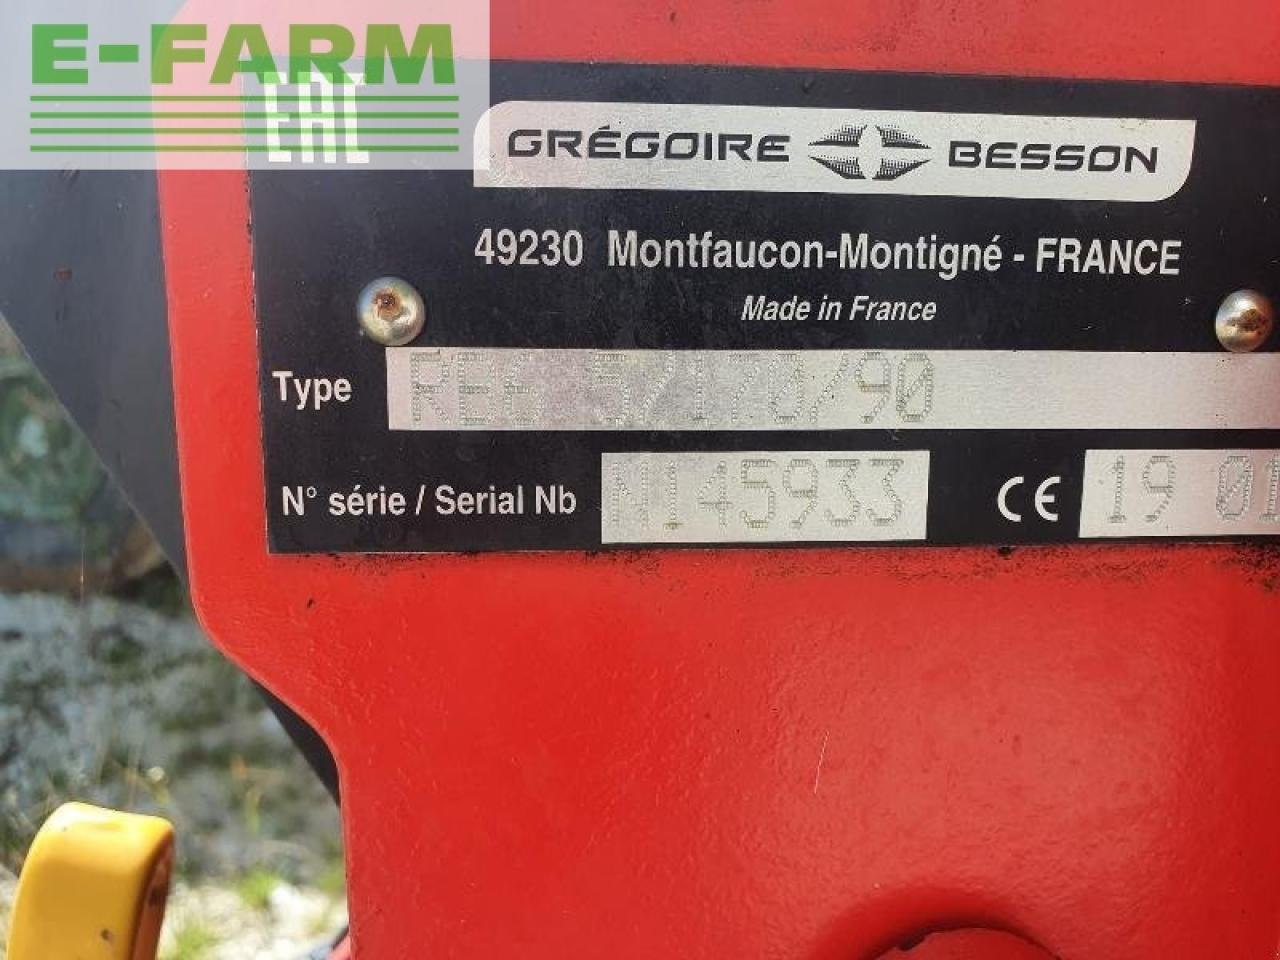 E-FARM
EAC
GRÉGOIRE BESSON
49230 Montfaucon-Montigné - FRANCE
Made in France
Type RB6 5/170/90
N° série / Serial Nb N145933 CE 19 01